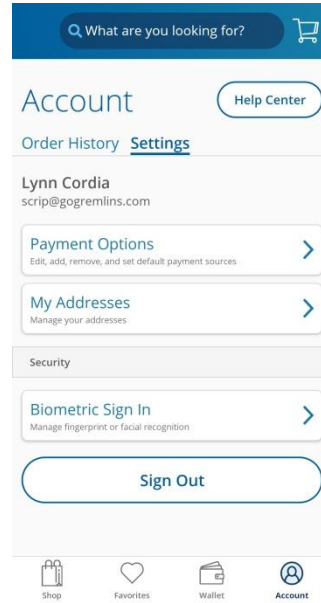 What are you looking for?
Account
Help Center
Order History Settings
Lynn Cordia
scrip@gogremlins.com
Payment Options
Edit, add, remove, and set default payment sources
My Addresses
Manage your addresses
Security
Biometric Sign In
Manage fingerprint or facial recognition
Sign Out
Shop Favorites Wallet Account